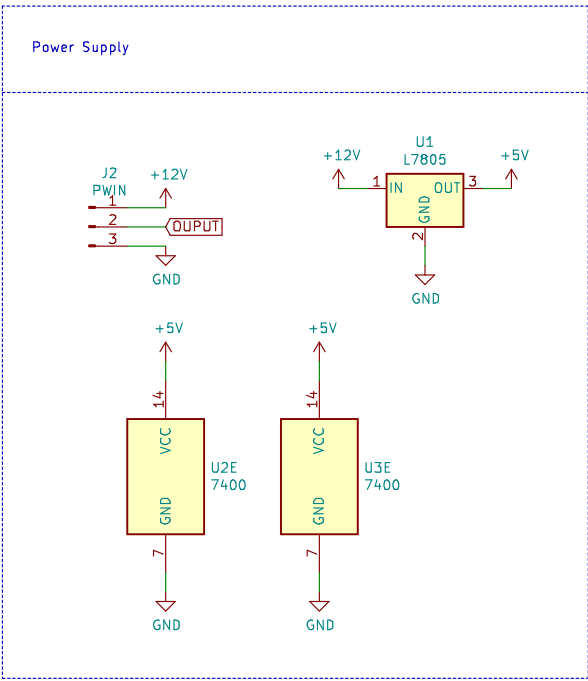 Power Supply
J2
PWIN
+12V
1
2
OUPUT
3
GND
U1
L7805
+12V
+5V
1
IN
OUT
3
GND
2
GND
+5V
14
VCC
U2E
7400
GND
7
GND
+5V
14
VCC
U3E
7400
GND
7
GND